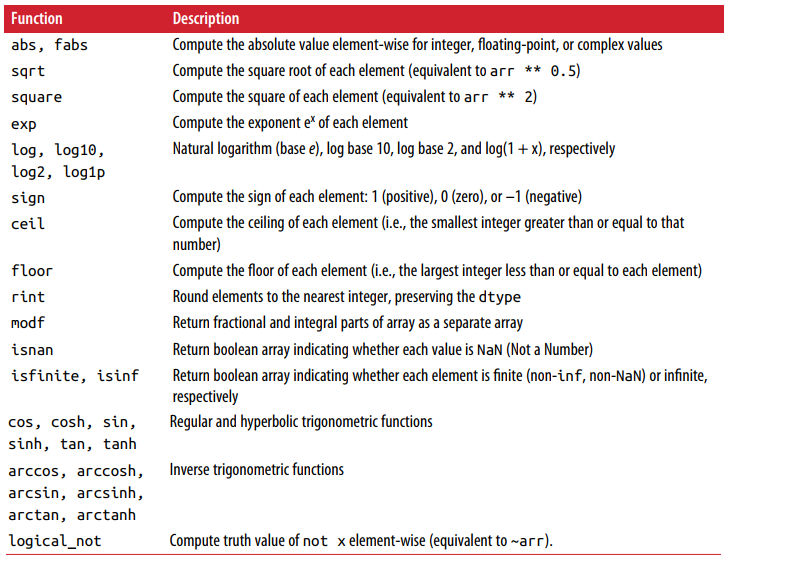 Function Description
abs, fabs Compute the absolute value element-wise for integer, floating-point, or complex values
sqrt Compute the square root of each element (equivalent to arr ** 0.5)
square Compute the square of each element (equivalent to arr ** 2)
exp Compute the exponent eˣ of each element
log, log10, Natural logarithm (base e), log base 10, log base 2, and log(1 + x), respectively
log2, log1p
sign Compute the sign of each element: 1 (positive), 0 (zero), or −1 (negative)
ceil Compute the ceiling of each element (i.e., the smallest integer greater than or equal to that
number)
floor Compute the floor of each element (i.e., the largest integer less than or equal to each element)
rint Round elements to the nearest integer, preserving the dtype
modf Return fractional and integral parts of array as a separate array
isnan Return boolean array indicating whether each value is NaN (Not a Number)
isfinite, isinf Return boolean array indicating whether each element is finite (non-inf, non-NaN) or infinite,
respectively
cos, cosh, sin, Regular and hyperbolic trigonometric functions
sinh, tan, tanh
arccos, arccosh, Inverse trigonometric functions
arcsin, arcsinh,
arctan, arctanh
logical_not Compute truth value of not x element-wise (equivalent to ~arr).